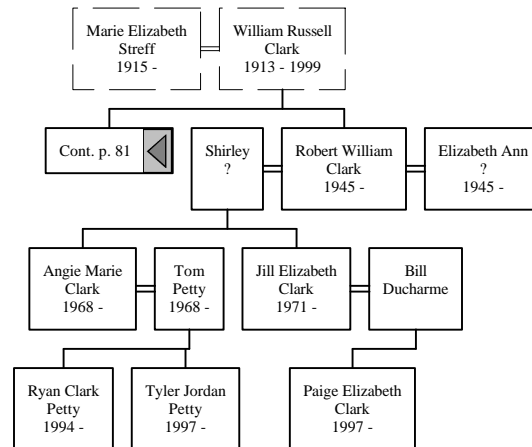 Marie Elizabeth
Streff
1915 -
William Russell
Clark
1913 - 1999
Cont. p. 81
Shirley
?
Robert William
Clark
1945 -
Elizabeth Ann
?
1945 -
Angie Marie
Clark
1968 -
Tom
Petty
1968 -
Jill Elizabeth
Clark
1971 -
Bill
Ducharme
Ryan Clark
Petty
1994 -
Tyler Jordan
Petty
1997 -
Paige Elizabeth
Clark
1997 -